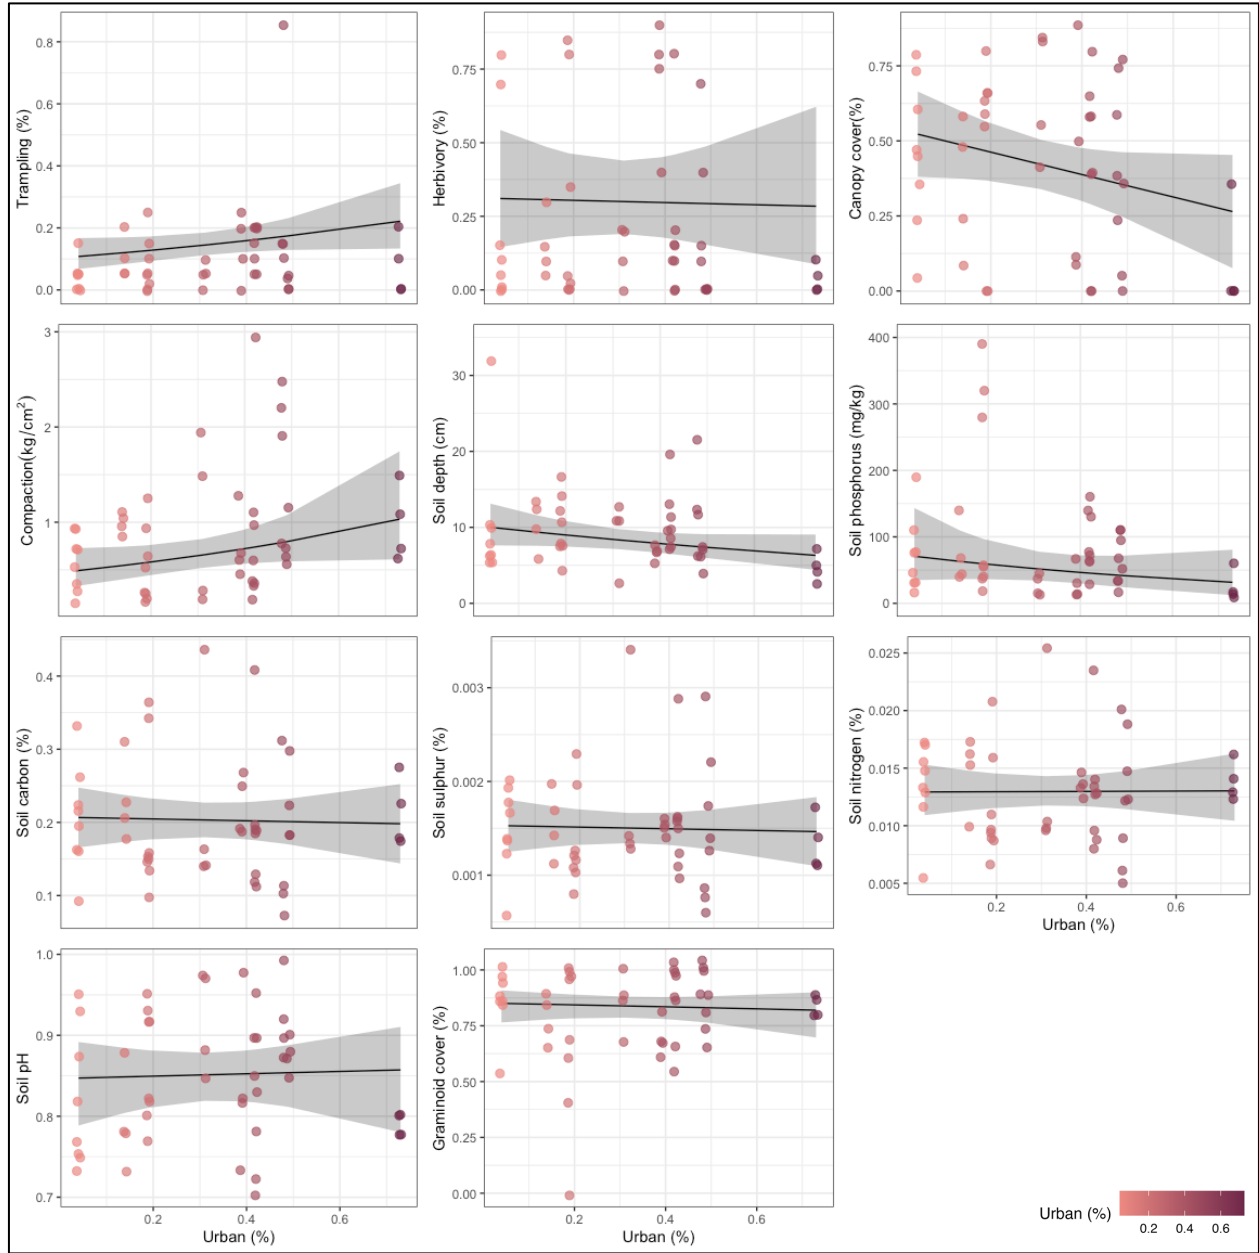 Trampling (%)
0.8
0.6
0.4
0.2
0.0
Herbivory (%)
0.75
0.50
0.25
0.00
Canopy cover(%)
0.75
0.50
0.25
0.00
Compaction(kg/cm²)
3
2
1
Soil depth (cm)
30
20
10
0
Soil phosphorus (mg/kg)
400
300
200
100
0
Soil carbon (%)
0.4
0.3
0.2
0.1
Soil sulphur (%)
0.003
0.002
0.001
Soil nitrogen (%)
0.025
0.020
0.015
0.010
0.005
0.2 0.4 0.6
Urban (%)
Soil pH
1.0
0.9
0.8
0.7
0.2 0.4 0.6
Urban (%)
Graminoid cover (%)
1.00
0.75
0.50
0.25
0.00
0.2 0.4 0.6
Urban (%)
Urban (%)
0.2 0.4 0.6